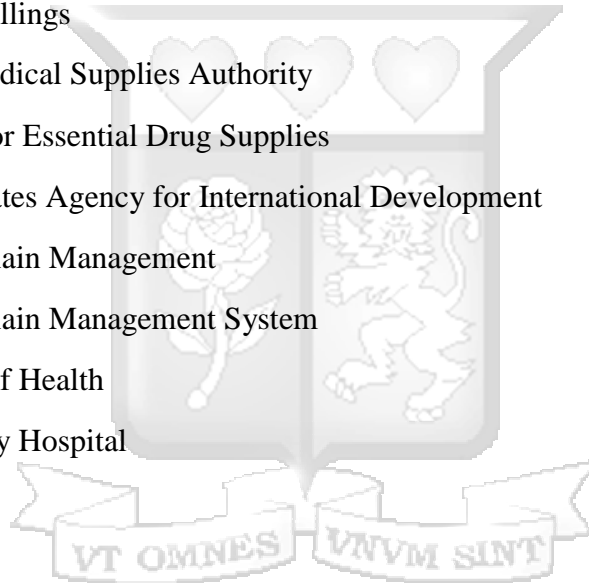 llings
dical Supplies Authority
or Essential Drug Supplies
ates Agency for International Development
ain Management
ain Management System
f Health
y Hospital
VT OMNES VNVM SINT